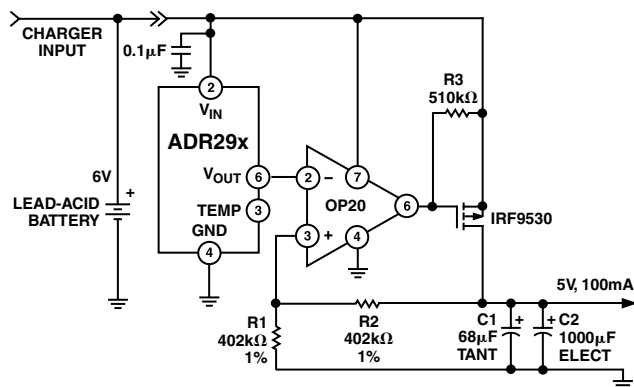 CHARGER
INPUT
0.1µF
2
VIN
ADR29x
VOUT
6
TEMP
3
GND
4
6V
+
LEAD-ACID
BATTERY
2
–
7
OP20
6
3
+
4
R3
510kΩ
IRF9530
5V, 100mA
R1
402kΩ
1%
R2
402kΩ
1%
C1
68µF
TANT
+
+
C2
1000µF
ELECT